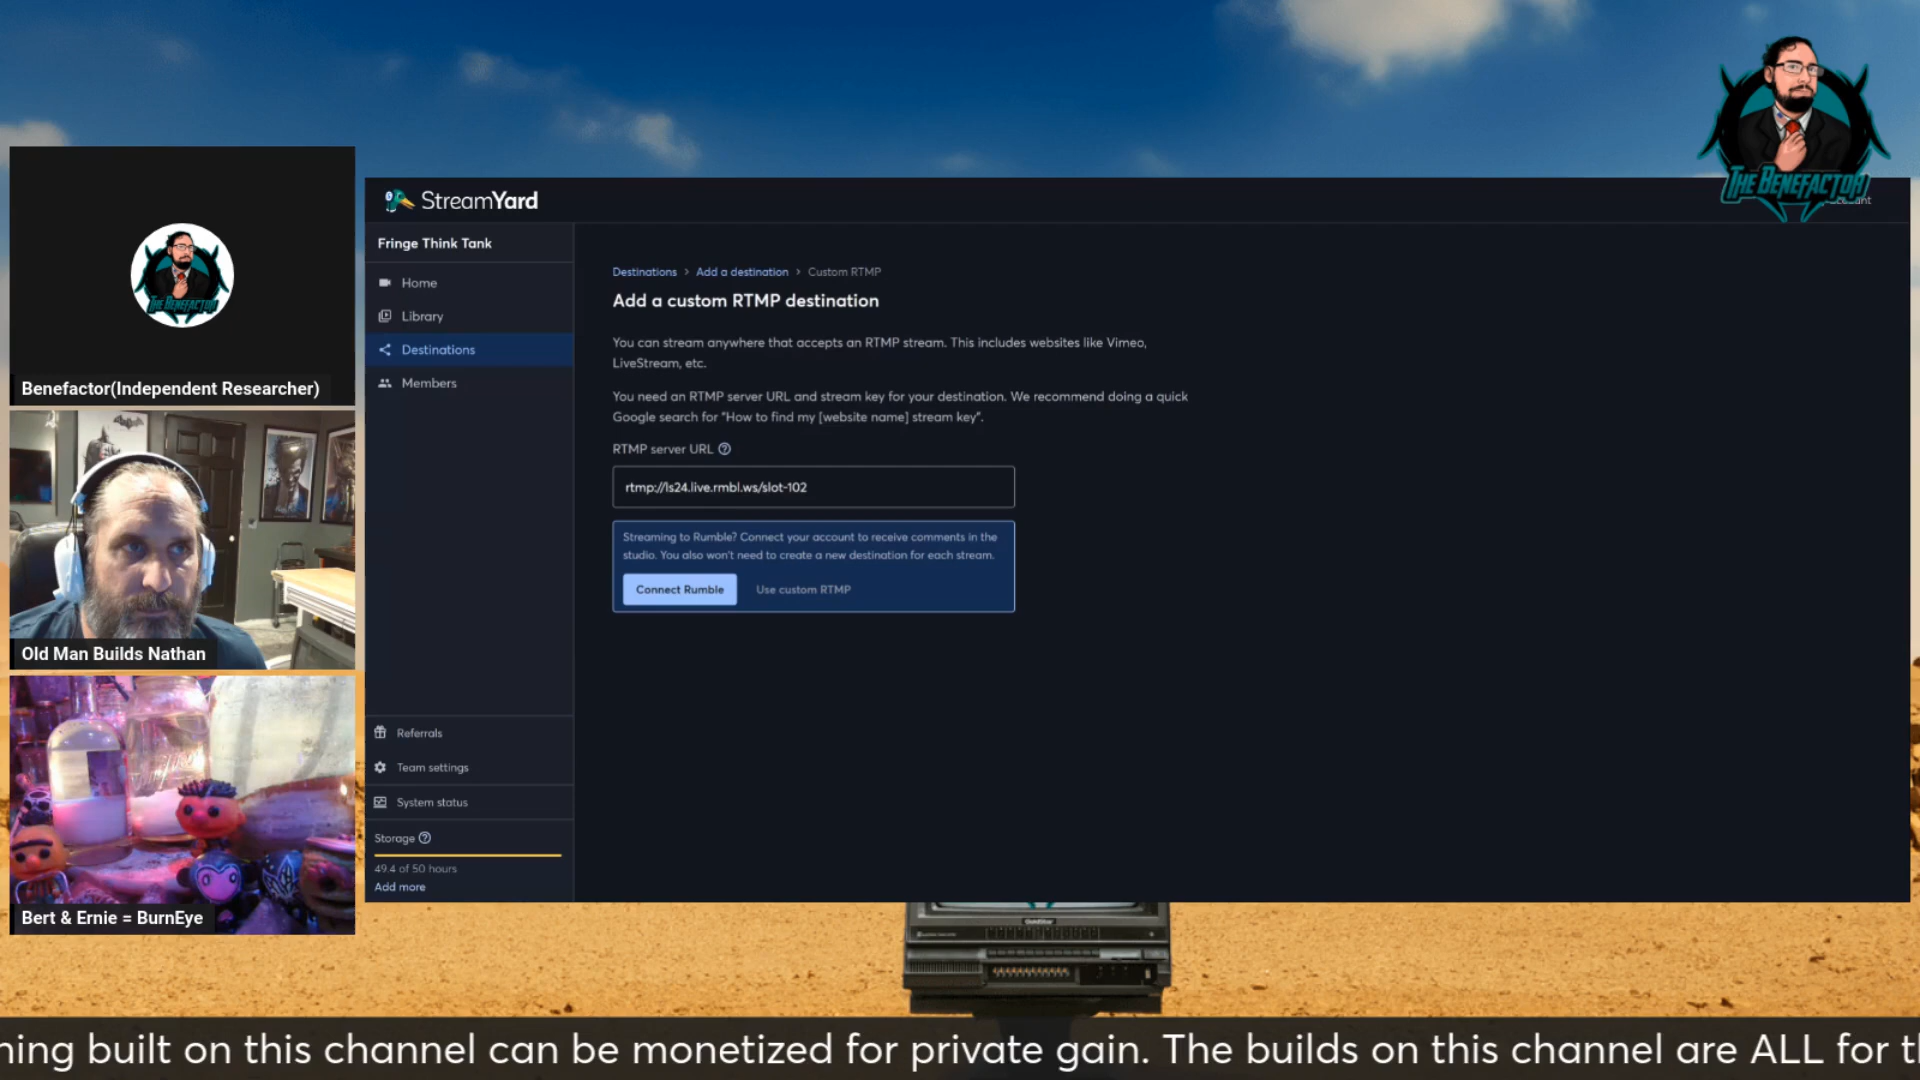 THE BENEFACTOR
Benefactor(Independent Researcher)
Old Man Builds Nathan
Bert & Ernie = BurnEye
StreamYard
Fringe Think Tank
Home
Library
Destinations
Members
Referrals
Team settings
System status
Storage
49.4 of 50 hours
Add more
Destinations > Add a destination > Custom RTMP
Add a custom RTMP destination
You can stream anywhere that accepts an RTMP stream. This includes websites like Vimeo,
LiveStream, etc.
You need an RTMP server URL and stream key for your destination. We recommend doing a quick
Google search for "How to find my [website name] stream key".
RTMP server URL
rtmp://ls24.live.rmbl.ws/slot-102
Streaming to Rumble? Connect your account to receive comments in the
studio. You also won't need to create a new destination for each stream.
Connect Rumble
Use custom RTMP
GoldStar
built on this channel can be monetized for private gain. The builds on this channel are ALL for